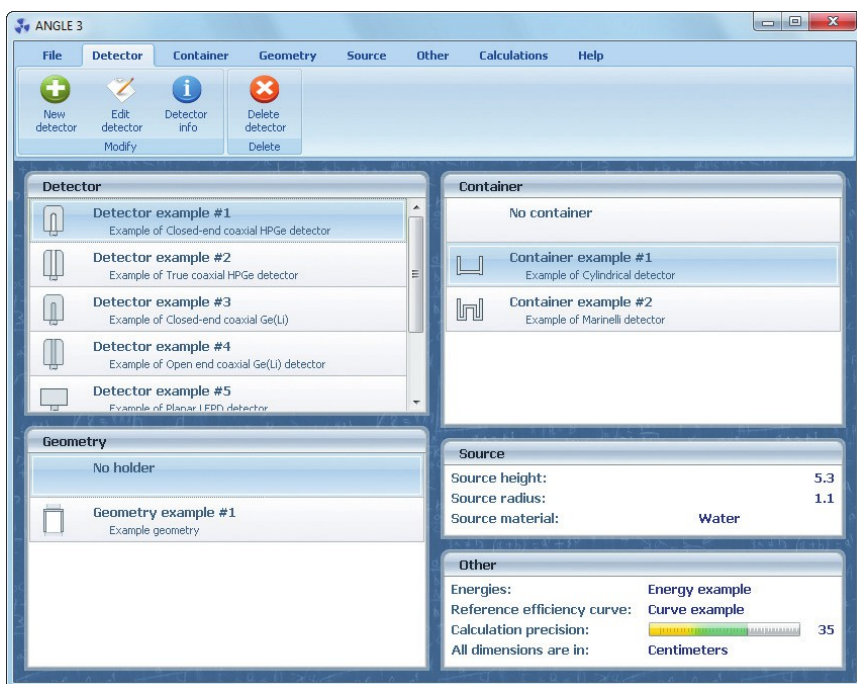 ANGLE 3
File Detector Container Geometry Source Other Calculations Help
New detector
Edit detector
Detector info
Delete detector
Modify
Delete
Detector
Detector example #1
Example of Closed-end coaxial HPGe detector
Detector example #2
Example of True coaxial HPGe detector
Detector example #3
Example of Closed-end coaxial Ge(Li)
Detector example #4
Example of Open end coaxial Ge(Li) detector
Detector example #5
Example of Planar LEPD detector
Container
No container
Container example #1
Example of Cylindrical detector
Container example #2
Example of Marinelli detector
Geometry
No holder
Geometry example #1
Example geometry
Source
Source height: 5.3
Source radius: 1.1
Source material: Water
Other
Energies: Energy example
Reference efficiency curve: Curve example
Calculation precision: 35
All dimensions are in: Centimeters